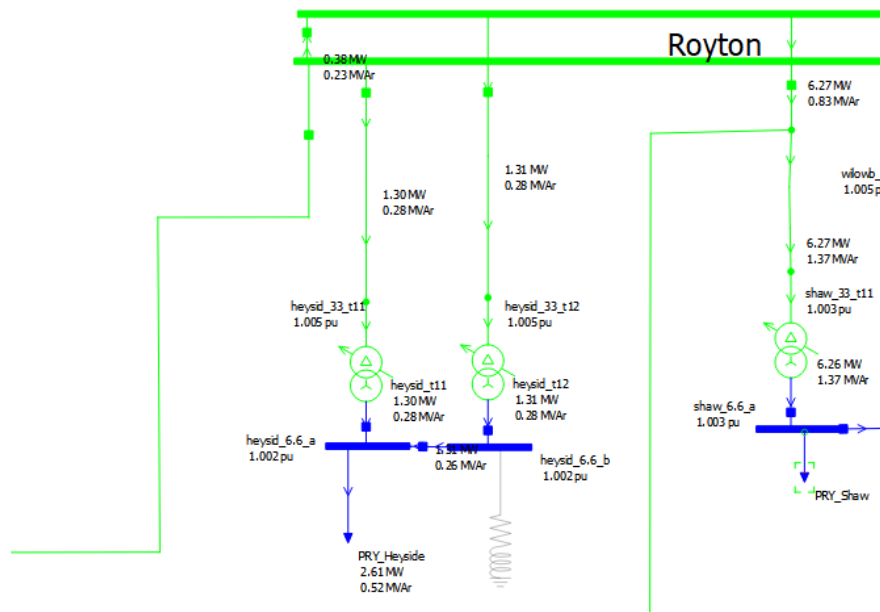 Royton
0.38 MW
0.23 MVAr
6.27 MW
0.83 MVAr
1.31 MW
0.28 MVAr
1.30 MW
0.28 MVAr
wilowb_
1.005 pu
6.27 MW
1.37 MVAr
heysid_33_t11
1.005 pu
heysid_33_t12
1.005 pu
shaw_33_t11
1.003 pu
6.26 MW
1.37 MVAr
heysid_t11
1.30 MW
0.28 MVAr
heysid_t12
1.31 MW
0.28 MVAr
shaw_6.6_a
1.003 pu
heysid_6.6_a
1.002 pu
1.31 MW
0.26 MVAr
heysid_6.6_b
1.002 pu
PRY_Shaw
PRY_Heyside
2.61 MW
0.52 MVAr